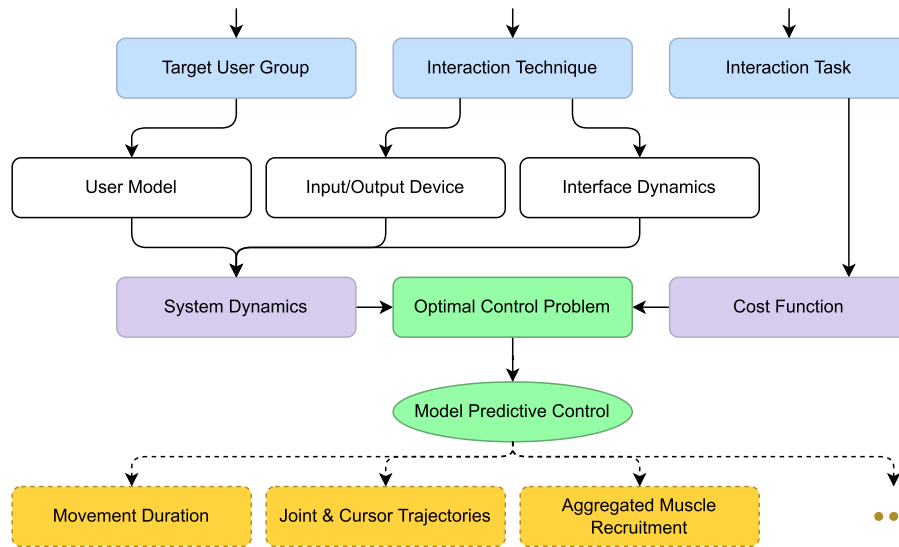 Target User Group
Interaction Technique
Interaction Task
User Model
Input/Output Device
Interface Dynamics
System Dynamics
Optimal Control Problem
Cost Function
Model Predictive Control
Movement Duration
Joint & Cursor Trajectories
Aggregated Muscle
Recruitment